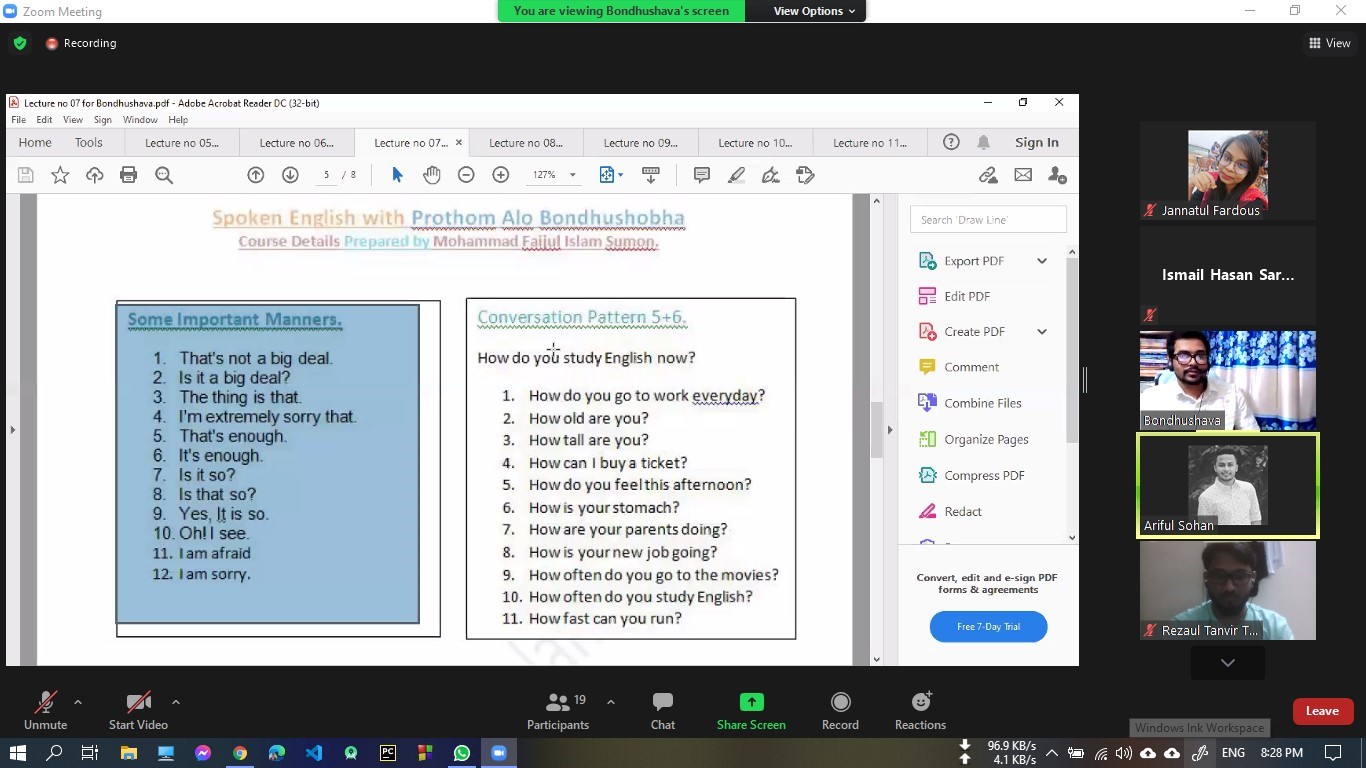 Zoom Meeting
You are viewing Bondhushava's screen
View Options
Recording
View
Lecture no 07 for Bondhushava.pdf - Adobe Acrobat Reader DC (32-bit)
File Edit View Sign Window Help
Home Tools Lecture no 05... Lecture no 06... Lecture no 07... Lecture no 08... Lecture no 09... Lecture no 10... Lecture no 11... Sign In
5 / 8 127%
Spoken English with Prothom Alo Bondhushobha
Course Details Prepared by Mohammad Faijul Islam Sumon.
Some Important Manners.
1. That's not a big deal.
2. Is it a big deal?
3. The thing is that.
4. I'm extremely sorry that.
5. That's enough.
6. It's enough.
7. Is it so?
8. Is that so?
9. Yes, It is so.
10. Oh! I see.
11. I am afraid
12. I am sorry.
Conversation Pattern 5+6.
How do you study English now?
1. How do you go to work everyday?
2. How old are you?
3. How tall are you?
4. How can I buy a ticket?
5. How do you feel this afternoon?
6. How is your stomach?
7. How are your parents doing?
8. How is your new job going?
9. How often do you go to the movies?
10. How often do you study English?
11. How fast can you run?
Search 'Draw Line'
Export PDF
Edit PDF
Create PDF
Comment
Combine Files
Organize Pages
Compress PDF
Redact
Convert, edit and e-sign PDF
forms & agreements
Free 7-Day Trial
Jannatul Fardous
Ismail Hasan Sar...
Bondhushava
Ariful Sohan
Rezaul Tanvir T...
Unmute
Start Video
Participants
19
Chat
Share Screen
Record
Reactions
Leave
Windows Ink Workspace
PC
96.9 KB/s
4.1 KB/s
ENG
8:28 PM